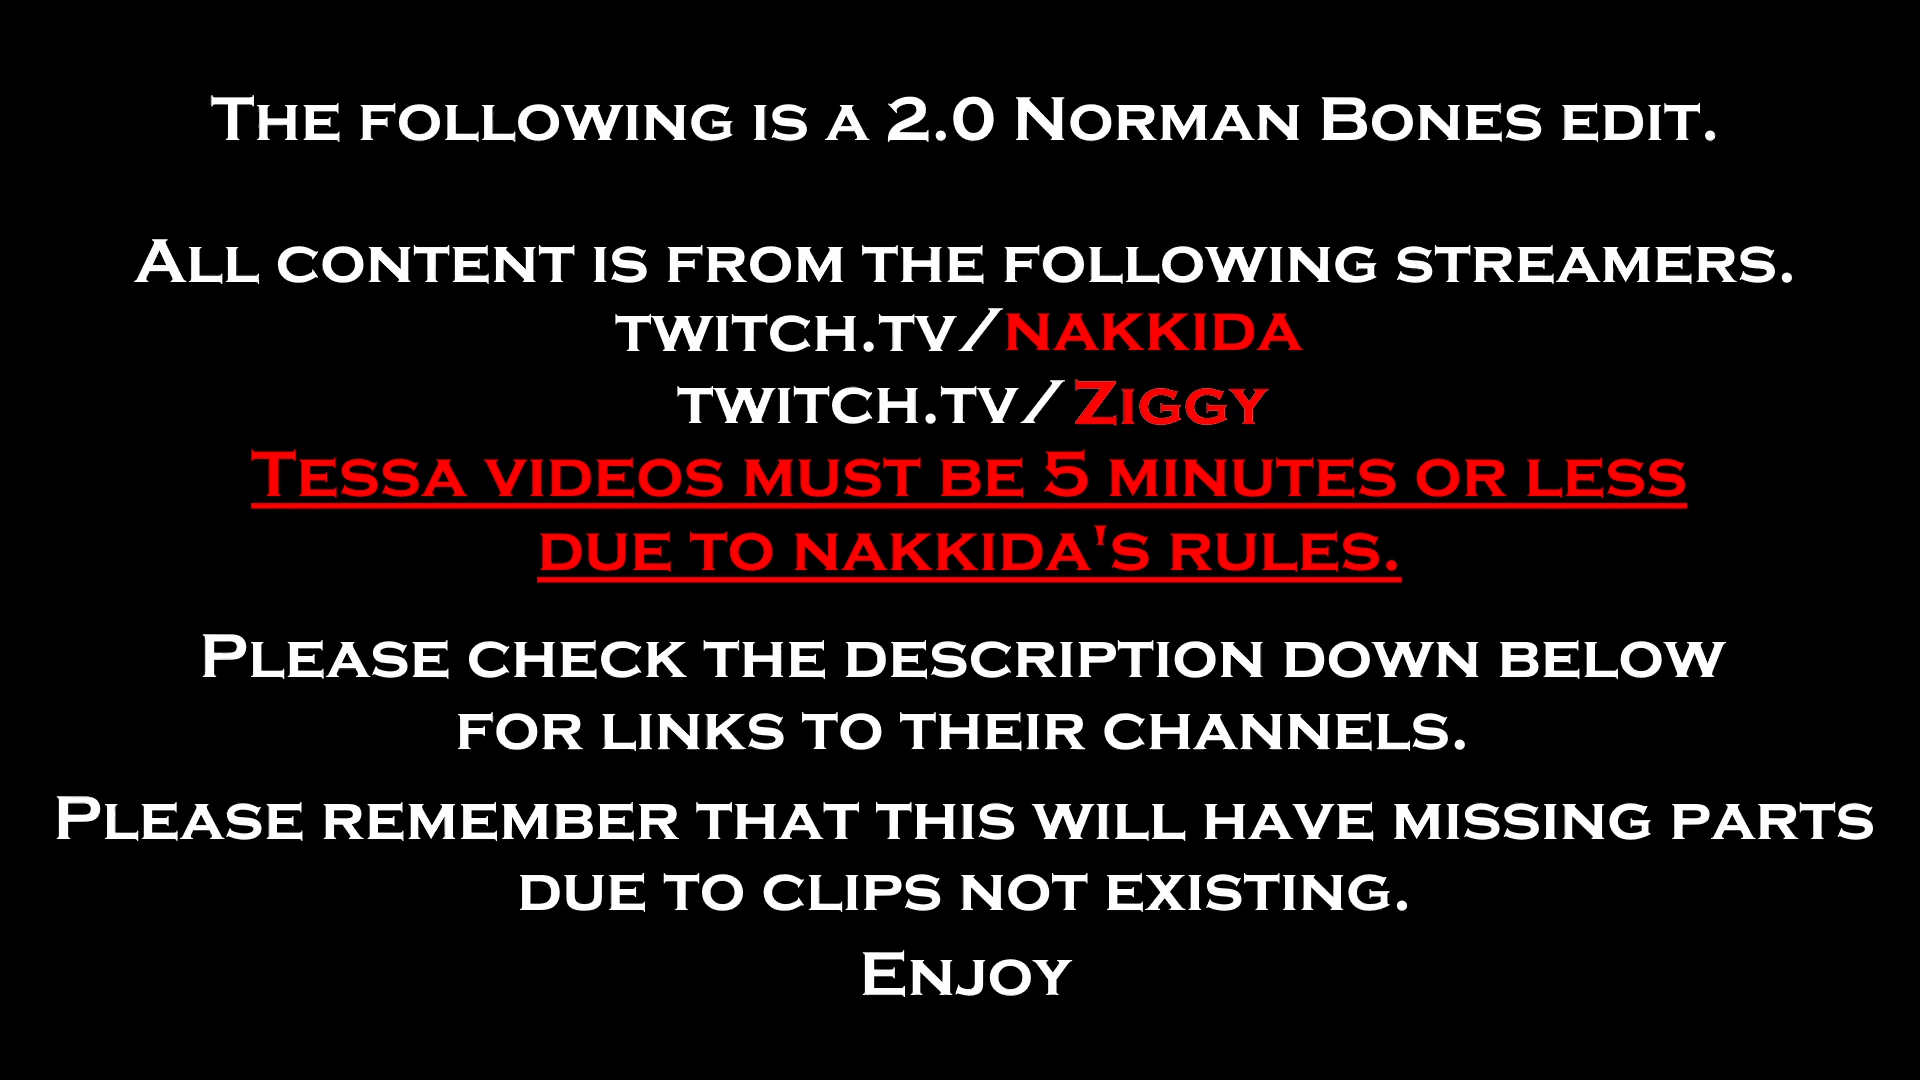 The following is a 2.0 Norman Bones edit.
All content is from the following streamers.
twitch.tv/nakkida
twitch.tv/Ziggy
Tessa videos must be 5 minutes or less
due to nakkida's rules.
Please check the description down below
for links to their channels.
Please remember that this will have missing parts
due to clips not existing.
Enjoy